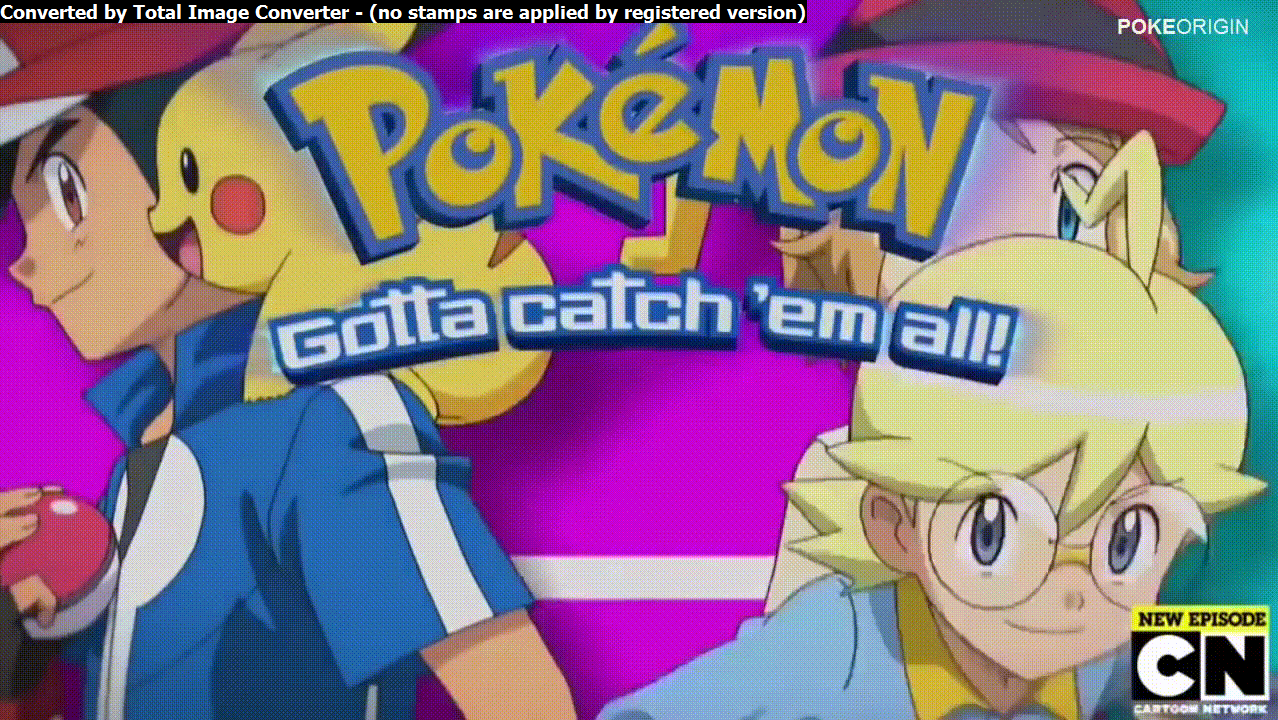 Converted by Total Image Converter - (no stamps are applied by registered version)
POKEORIGIN
POKéMON
Gotta catch 'em all!
NEW EPISODE
CN
CARTOON NETWORK